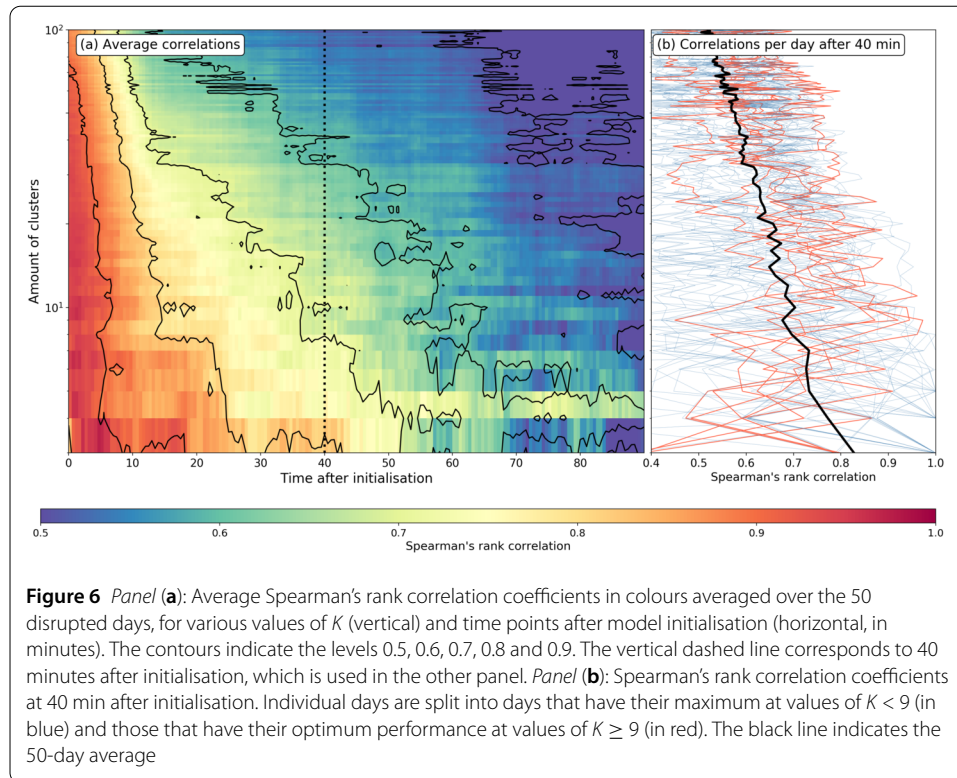 (a) Average correlations
(b) Correlations per day after 40 min
10²
10¹
Amount of clusters
0 10 20 30 40 50 60 70 80
Time after initialisation
0.4 0.5 0.6 0.7 0.8 0.9 1.0
Spearman's rank correlation
0.5 0.6 0.7 0.8 0.9 1.0
Spearman's rank correlation
Figure 6 Panel (a): Average Spearman's rank correlation coefficients in colours averaged over the 50
disrupted days, for various values of K (vertical) and time points after model initialisation (horizontal, in
minutes). The contours indicate the levels 0.5, 0.6, 0.7, 0.8 and 0.9. The vertical dashed line corresponds to 40
minutes after initialisation, which is used in the other panel. Panel (b): Spearman's rank correlation coefficients
at 40 min after initialisation. Individual days are split into days that have their maximum at values of K < 9 (in
blue) and those that have their optimum performance at values of K ≥ 9 (in red). The black line indicates the
50-day average